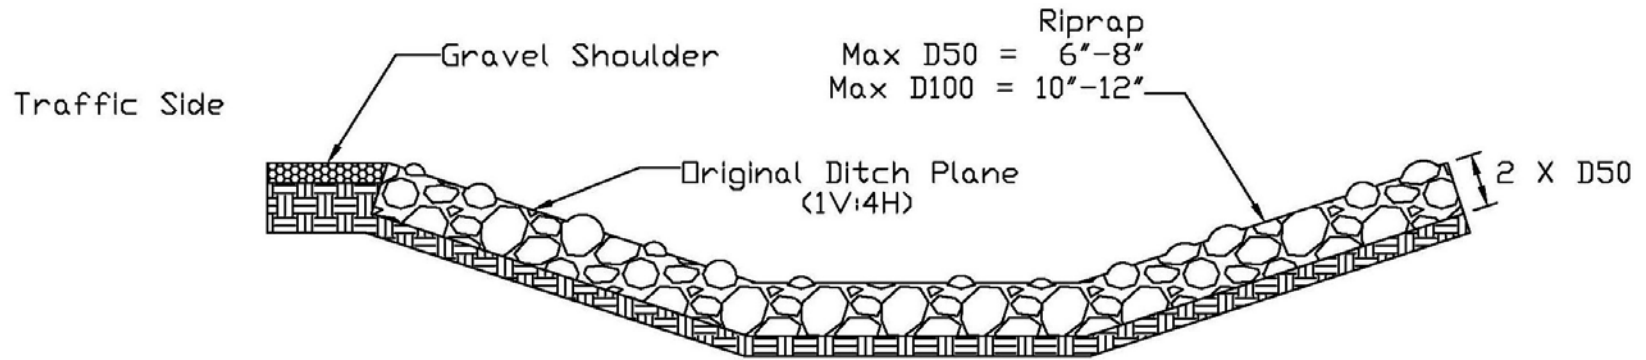 Riprap
Gravel Shoulder
Max D50 = 6"-8"
Max D100 = 10"-12"
Traffic Side
Original Ditch Plane
(1V:4H)
2 X D50